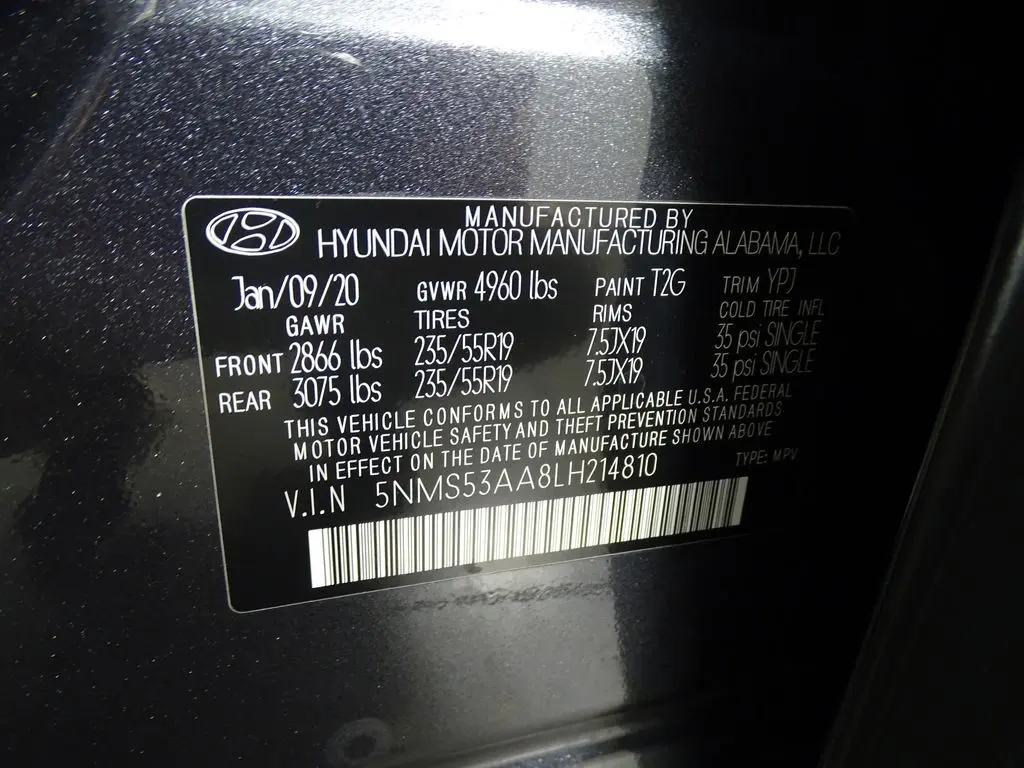 MANUFACTURED BY
HYUNDAI MOTOR MANUFACTURING ALABAMA, LLC
Jan/09/20 GVWR 4960 lbs PAINT T2G TRIM YPJ
GAWR TIRES RIMS COLD TIRE INFL
FRONT 2866 lbs 235/55R19 7.5JX19 35 psi SINGLE
REAR 3075 lbs 235/55R19 7.5JX19 35 psi SINGLE
THIS VEHICLE CONFORMS TO ALL APPLICABLE U.S.A. FEDERAL
MOTOR VEHICLE SAFETY AND THEFT PREVENTION STANDARDS
IN EFFECT ON THE DATE OF MANUFACTURE SHOWN ABOVE
V.I.N 5NMS53AA8LH214810 TYPE: MPV